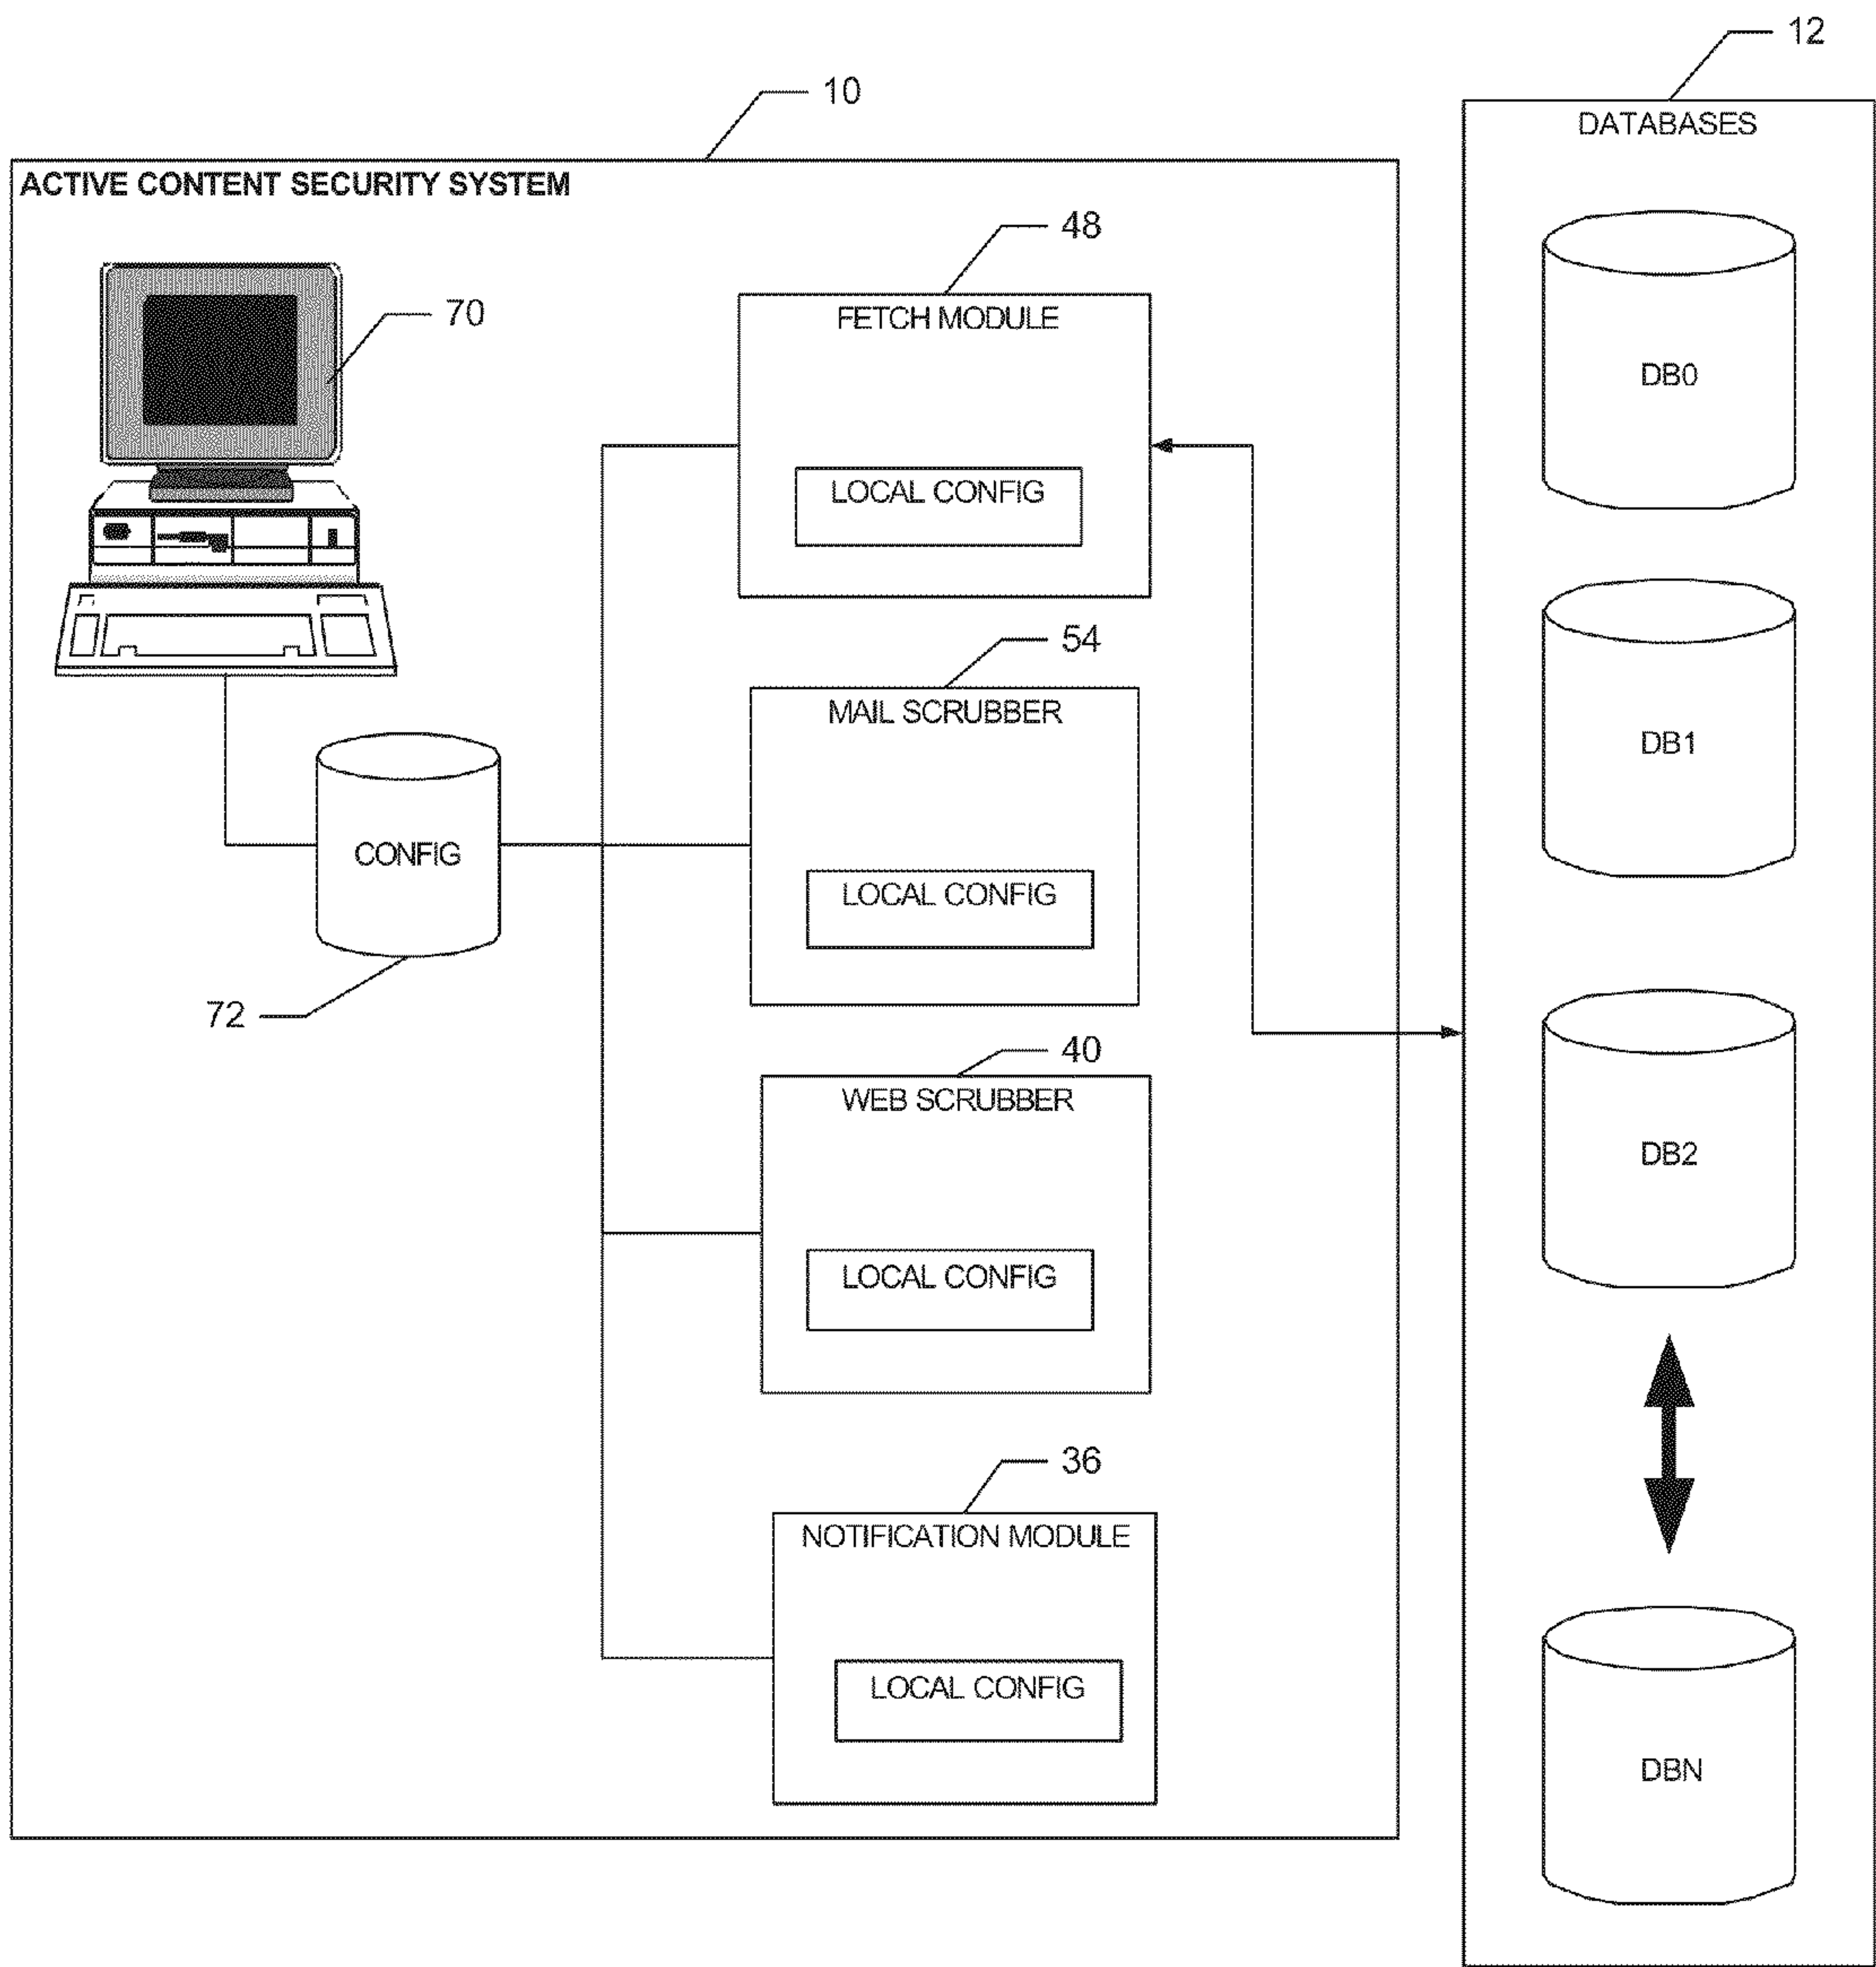 12
10
DATABASES
ACTIVE CONTENT SECURITY SYSTEM
48
70
FETCH MODULE
DB0
LOCAL CONFIG
54
MAIL SCRUBBER
DB1
CONFIG
LOCAL CONFIG
72
40
WEB SCRUBBER
DB2
LOCAL CONFIG
36
NOTIFICATION MODULE
LOCAL CONFIG
DBN